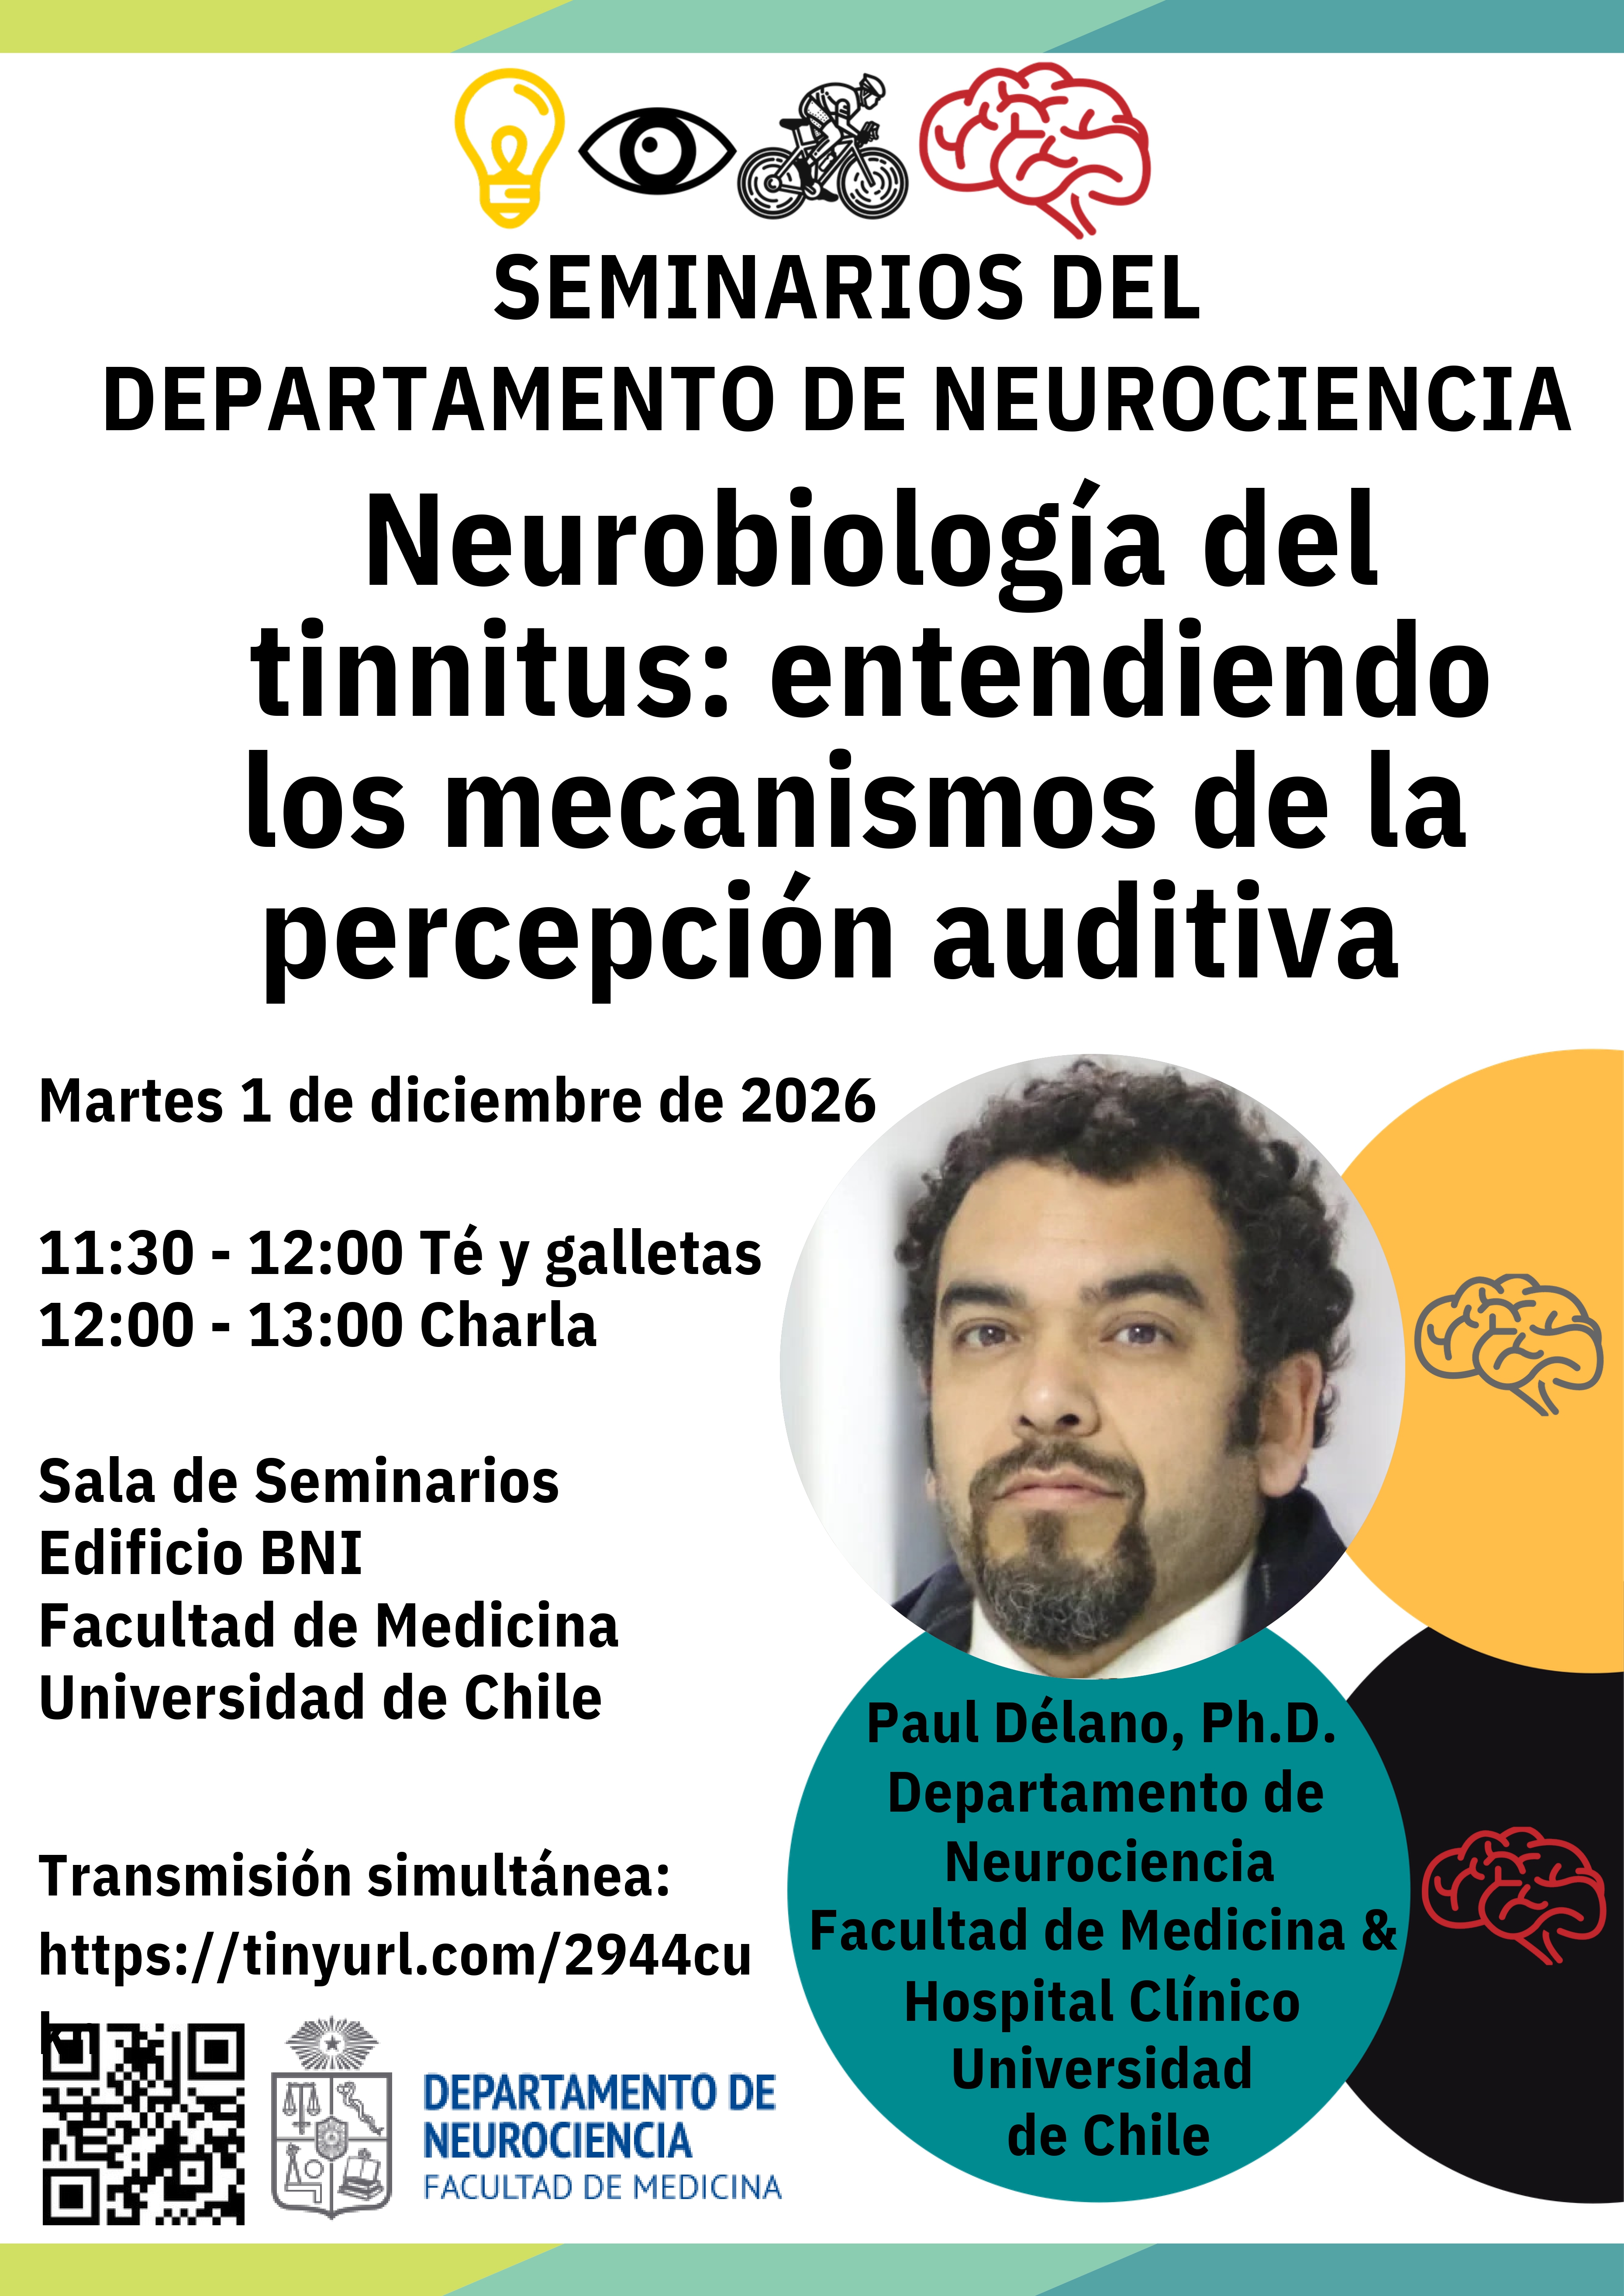 SEMINARIOS DEL
DEPARTAMENTO DE NEUROCIENCIA
Neurobiología del
tinnitus: entendiendo
los mecanismos de la
percepción auditiva
Martes 1 de diciembre de 2026
11:30 - 12:00 Té y galletas
12:00 - 13:00 Charla
Sala de Seminarios
Edificio BNI
Facultad de Medicina
Universidad de Chile
Transmisión simultánea:
https://tinyurl.com/2944cu
Paul Délano, Ph.D.
Departamento de
Neurociencia
Facultad de Medicina &
Hospital Clínico
Universidad
de Chile
DEPARTAMENTO DE
NEUROCIENCIA
FACULTAD DE MEDICINA